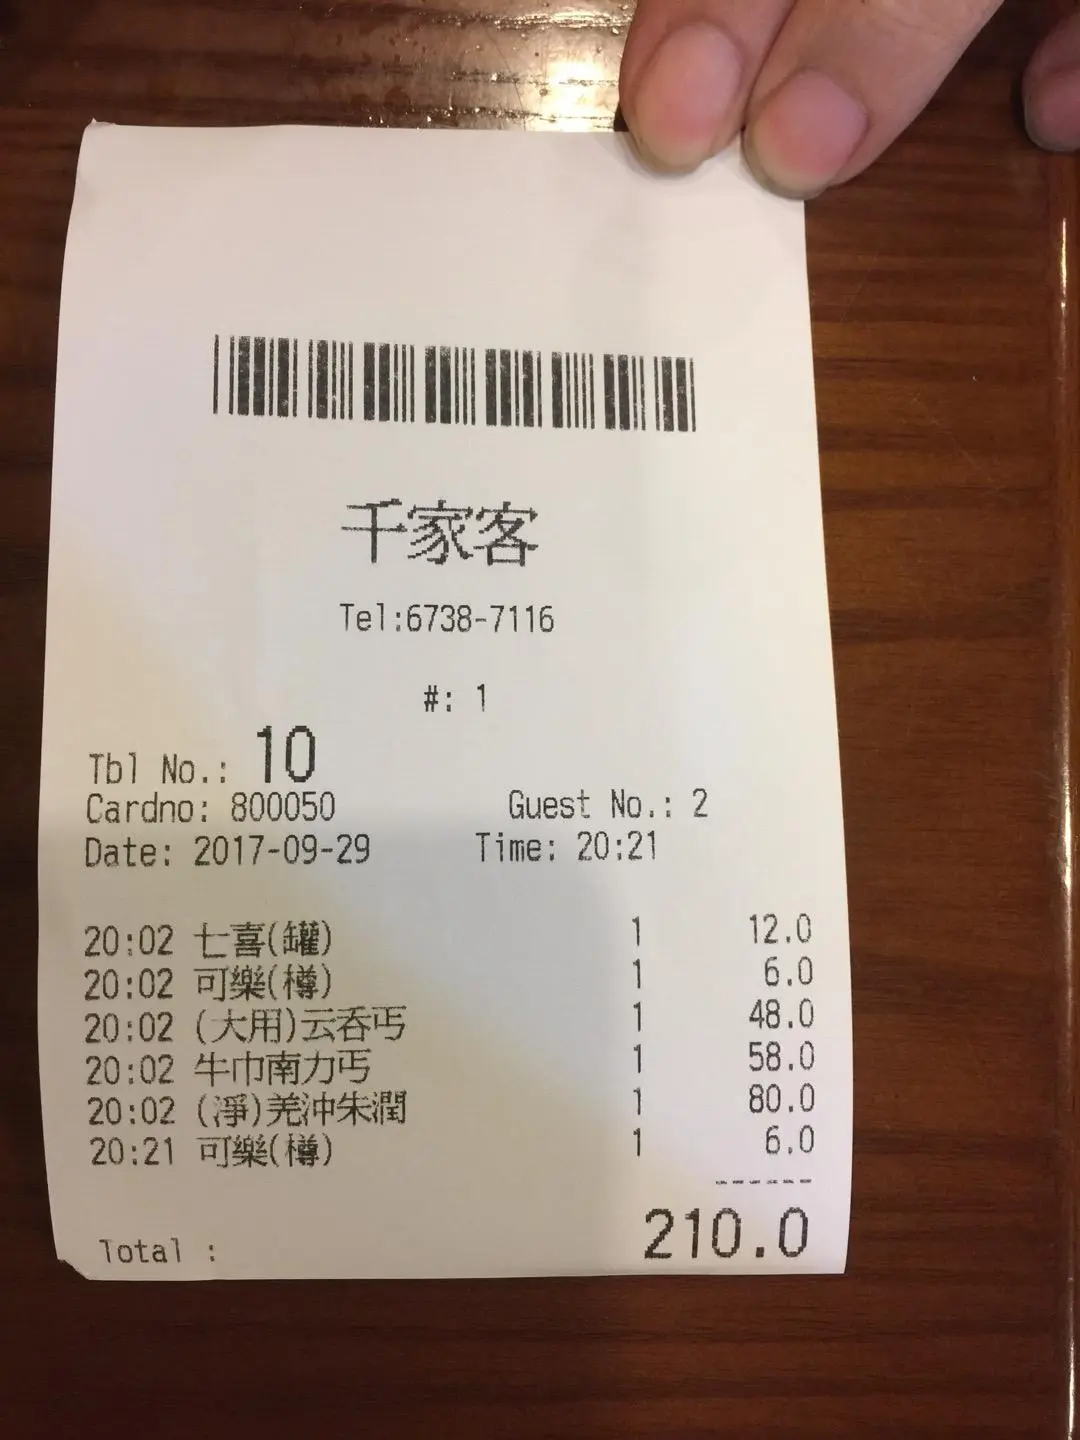 千家客
Tel:6738-7116
#: 1
Tbl No.: 10
Cardno: 800050 Guest No.: 2
Date: 2017-09-29 Time: 20:21
20:02 七喜(罐) 1 12.0
20:02 可樂(樽) 1 6.0
20:02 (大用)云呑丐 1 48.0
20:02 牛巾南力丐 1 58.0
20:02 (淨)羌沖朱潤 1 80.0
20:21 可樂(樽) 1 6.0
------
Total : 210.0